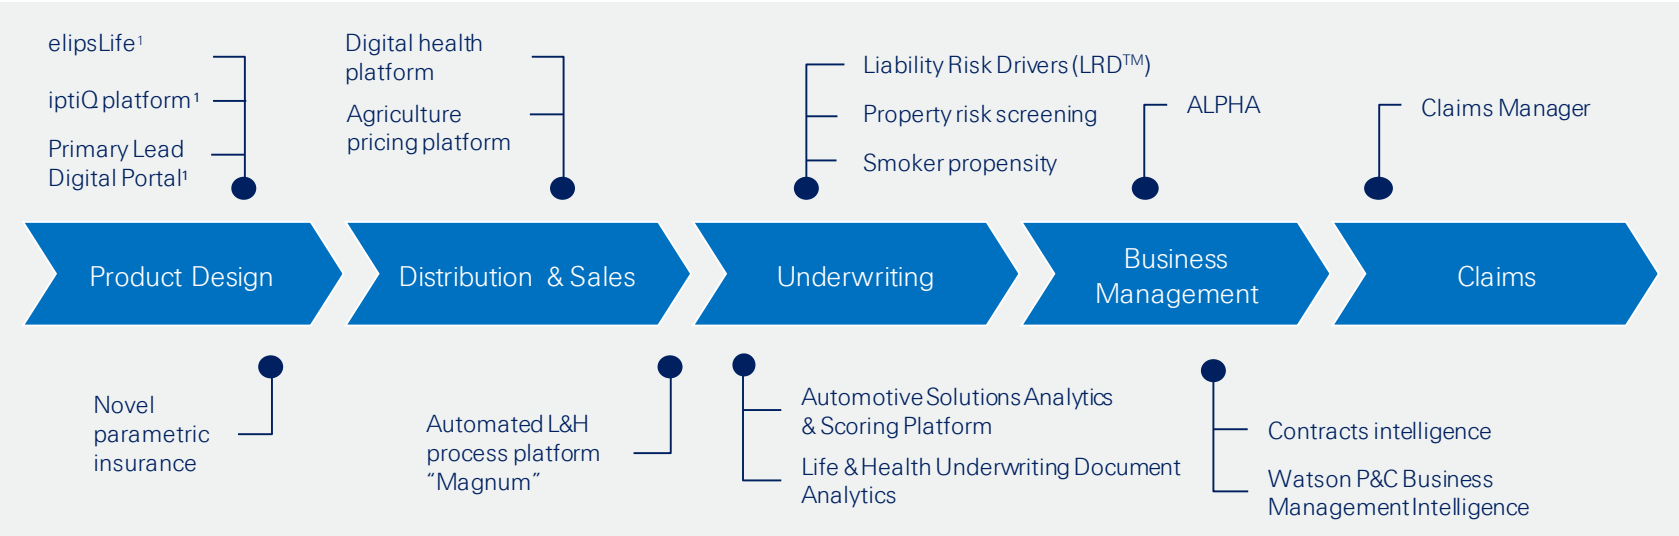 elipsLife¹
iptiQ platform¹
Primary Lead
Digital Portal¹
Digital health
platform
Agriculture
pricing platform
Liability Risk Drivers (LRD™)
Property risk screening
Smoker propensity
ALPHA
Claims Manager
Product Design
Distribution & Sales
Underwriting
Business
Management
Claims
Novel
parametric
insurance
Automated L&H
process platform
“Magnum”
Automotive Solutions Analytics
& Scoring Platform
Life & Health Underwriting Document
Analytics
Contracts intelligence
Watson P&C Business
Management Intelligence